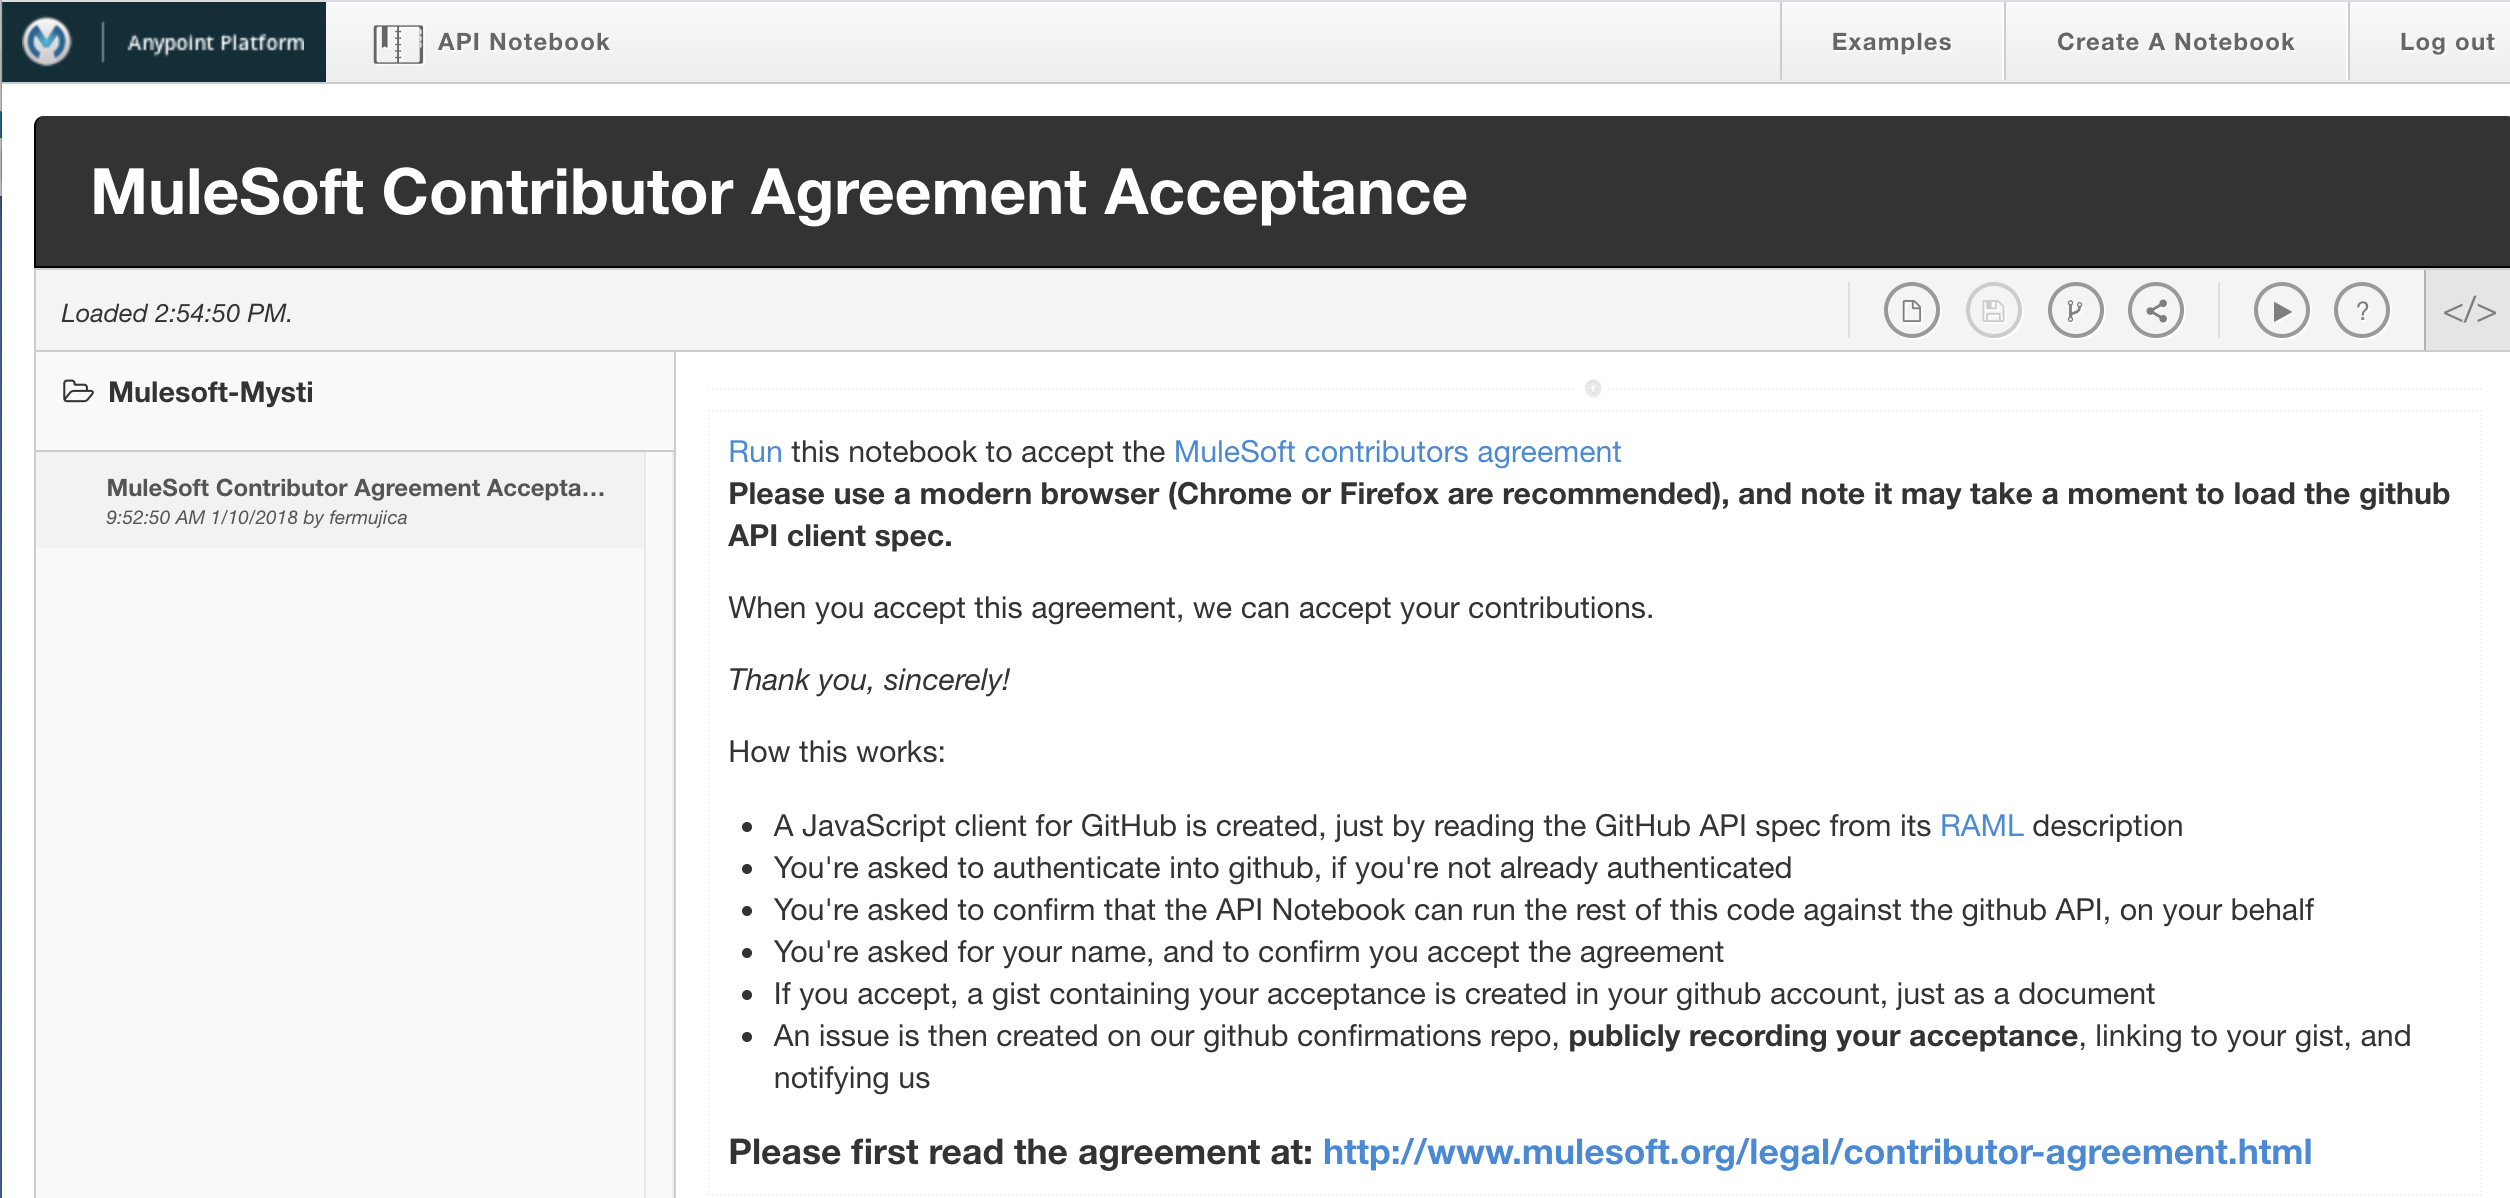 Anypoint Platform
API Notebook
Examples
Create A Notebook
Log out
MuleSoft Contributor Agreement Acceptance
Loaded 2:54:50 PM.
?
</>
Mulesoft-Mysti
MuleSoft Contributor Agreement Accepta...
9:52:50 AM 1/10/2018 by fermujica
Run this notebook to accept the MuleSoft contributors agreement
Please use a modern browser (Chrome or Firefox are recommended), and note it may take a moment to load the github
API client spec.
When you accept this agreement, we can accept your contributions.
Thank you, sincerely!
How this works:
• A JavaScript client for GitHub is created, just by reading the GitHub API spec from its RAML description
• You're asked to authenticate into github, if you're not already authenticated
• You're asked to confirm that the API Notebook can run the rest of this code against the github API, on your behalf
• You're asked for your name, and to confirm you accept the agreement
• If you accept, a gist containing your acceptance is created in your github account, just as a document
• An issue is then created on our github confirmations repo, publicly recording your acceptance, linking to your gist, and
notifying us
Please first read the agreement at: http://www.mulesoft.org/legal/contributor-agreement.html